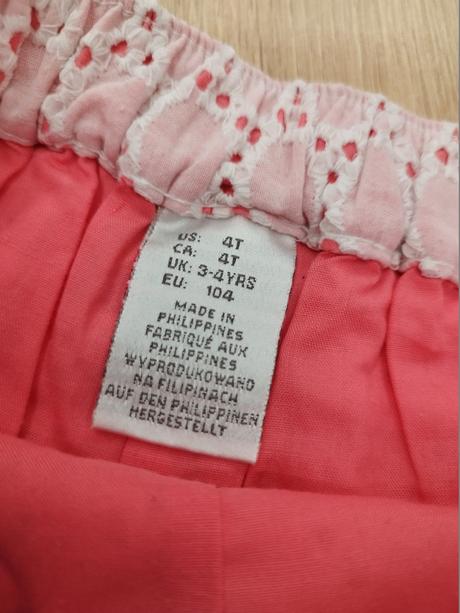 US: 4T
CA: 4T
UK: 3-4YRS
EU: 104
MADE IN
PHILIPPINES
FABRIQUÉ AUX
PHILIPPINES
WYPRODUKOWANO
NA FILIPINACH
AUF DEN PHILIPPINEN
HERGESTELLT